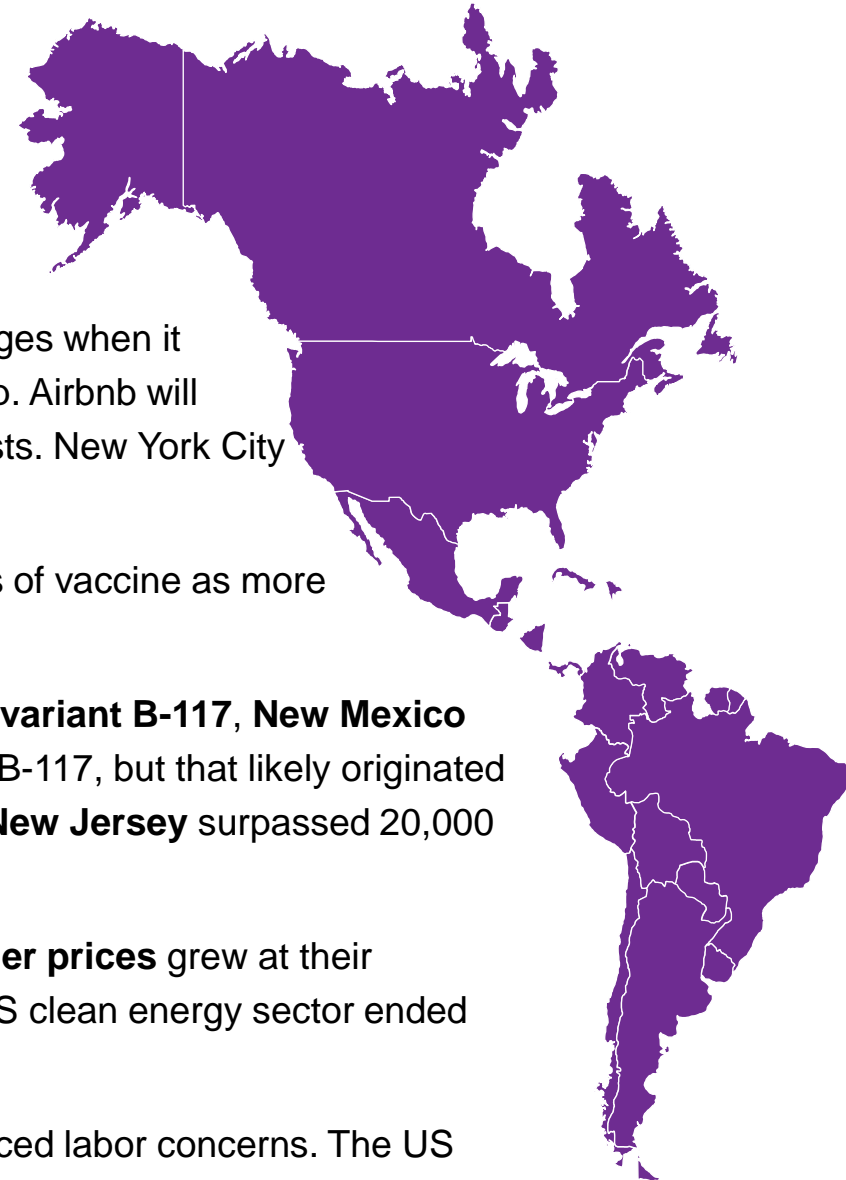 ges when it
o. Airbnb will
sts. New York City
s of vaccine as more
variant B-117, New Mexico
B-117, but that likely originated
New Jersey surpassed 20,000
er prices grew at their
S clean energy sector ended
ced labor concerns. The US